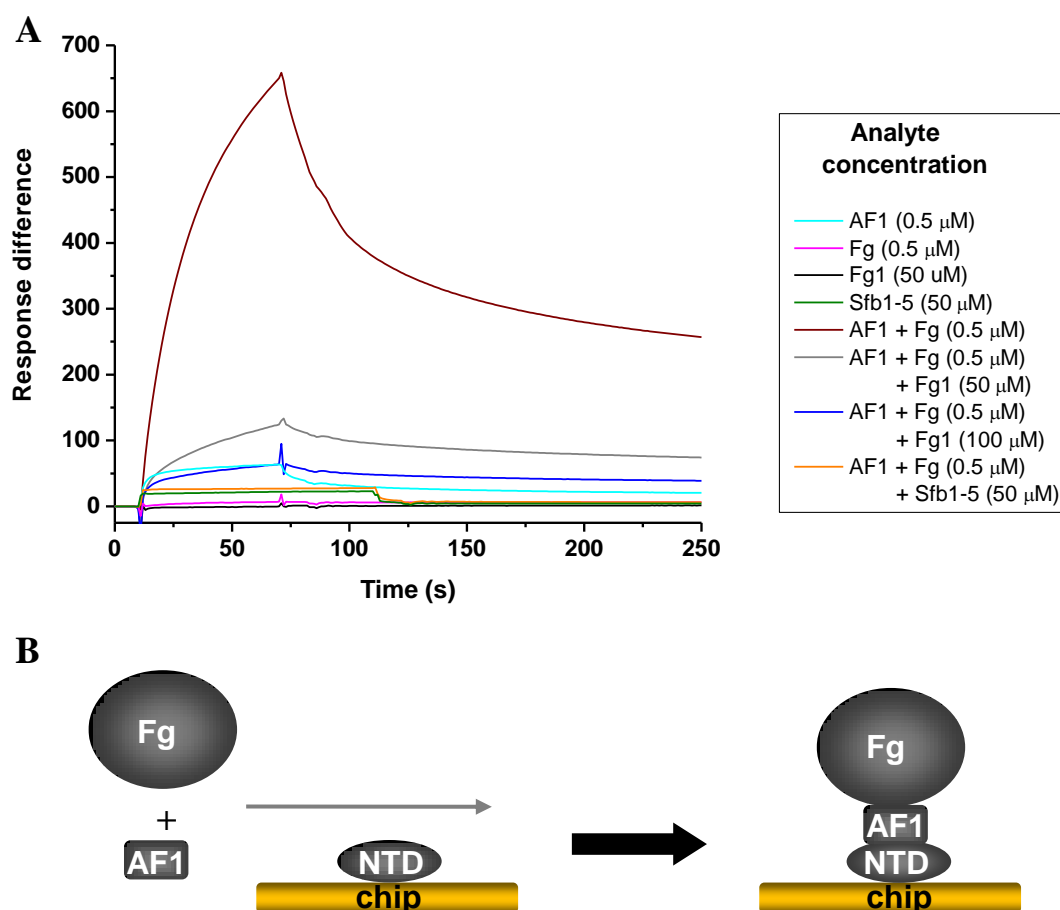 A
700
600
500
400
300
200
100
0
Response difference
0 50 100 150 200 250
Time (s)
Analyte
concentration
AF1 (0.5 μM)
Fg (0.5 μM)
Fg1 (50 uM)
Sfb1-5 (50 μM)
AF1 + Fg (0.5 μM)
AF1 + Fg (0.5 μM)
+ Fg1 (50 μM)
AF1 + Fg (0.5 μM)
+ Fg1 (100 μM)
AF1 + Fg (0.5 μM)
+ Sfb1-5 (50 μM)
B
Fg
+
AF1
NTD
chip
Fg
AF1
NTD
chip